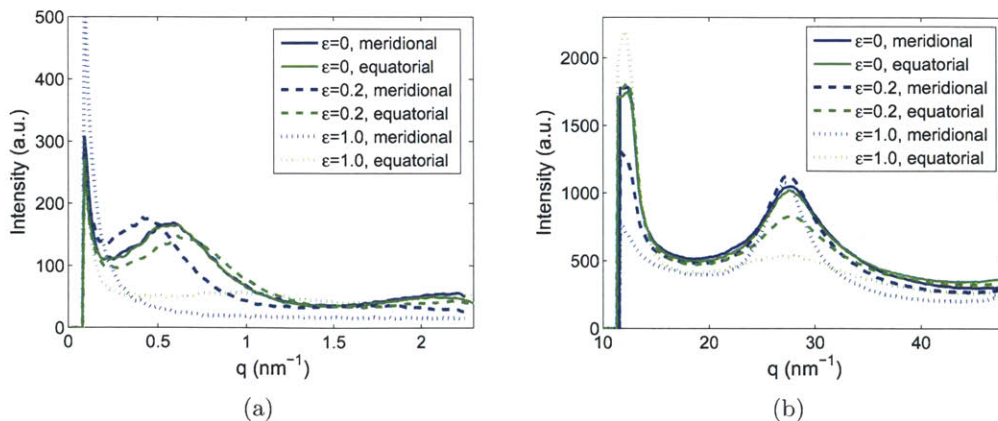 500
400
300
200
100
0
Intensity (a.u.)
0 0.5 1 1.5 2
q (nm⁻¹)
ε=0, meridional
ε=0, equatorial
ε=0.2, meridional
ε=0.2, equatorial
ε=1.0, meridional
ε=1.0, equatorial
(a)
2000
1500
1000
500
0
Intensity (a.u.)
10 20 30 40
q (nm⁻¹)
ε=0, meridional
ε=0, equatorial
ε=0.2, meridional
ε=0.2, equatorial
ε=1.0, meridional
ε=1.0, equatorial
(b)